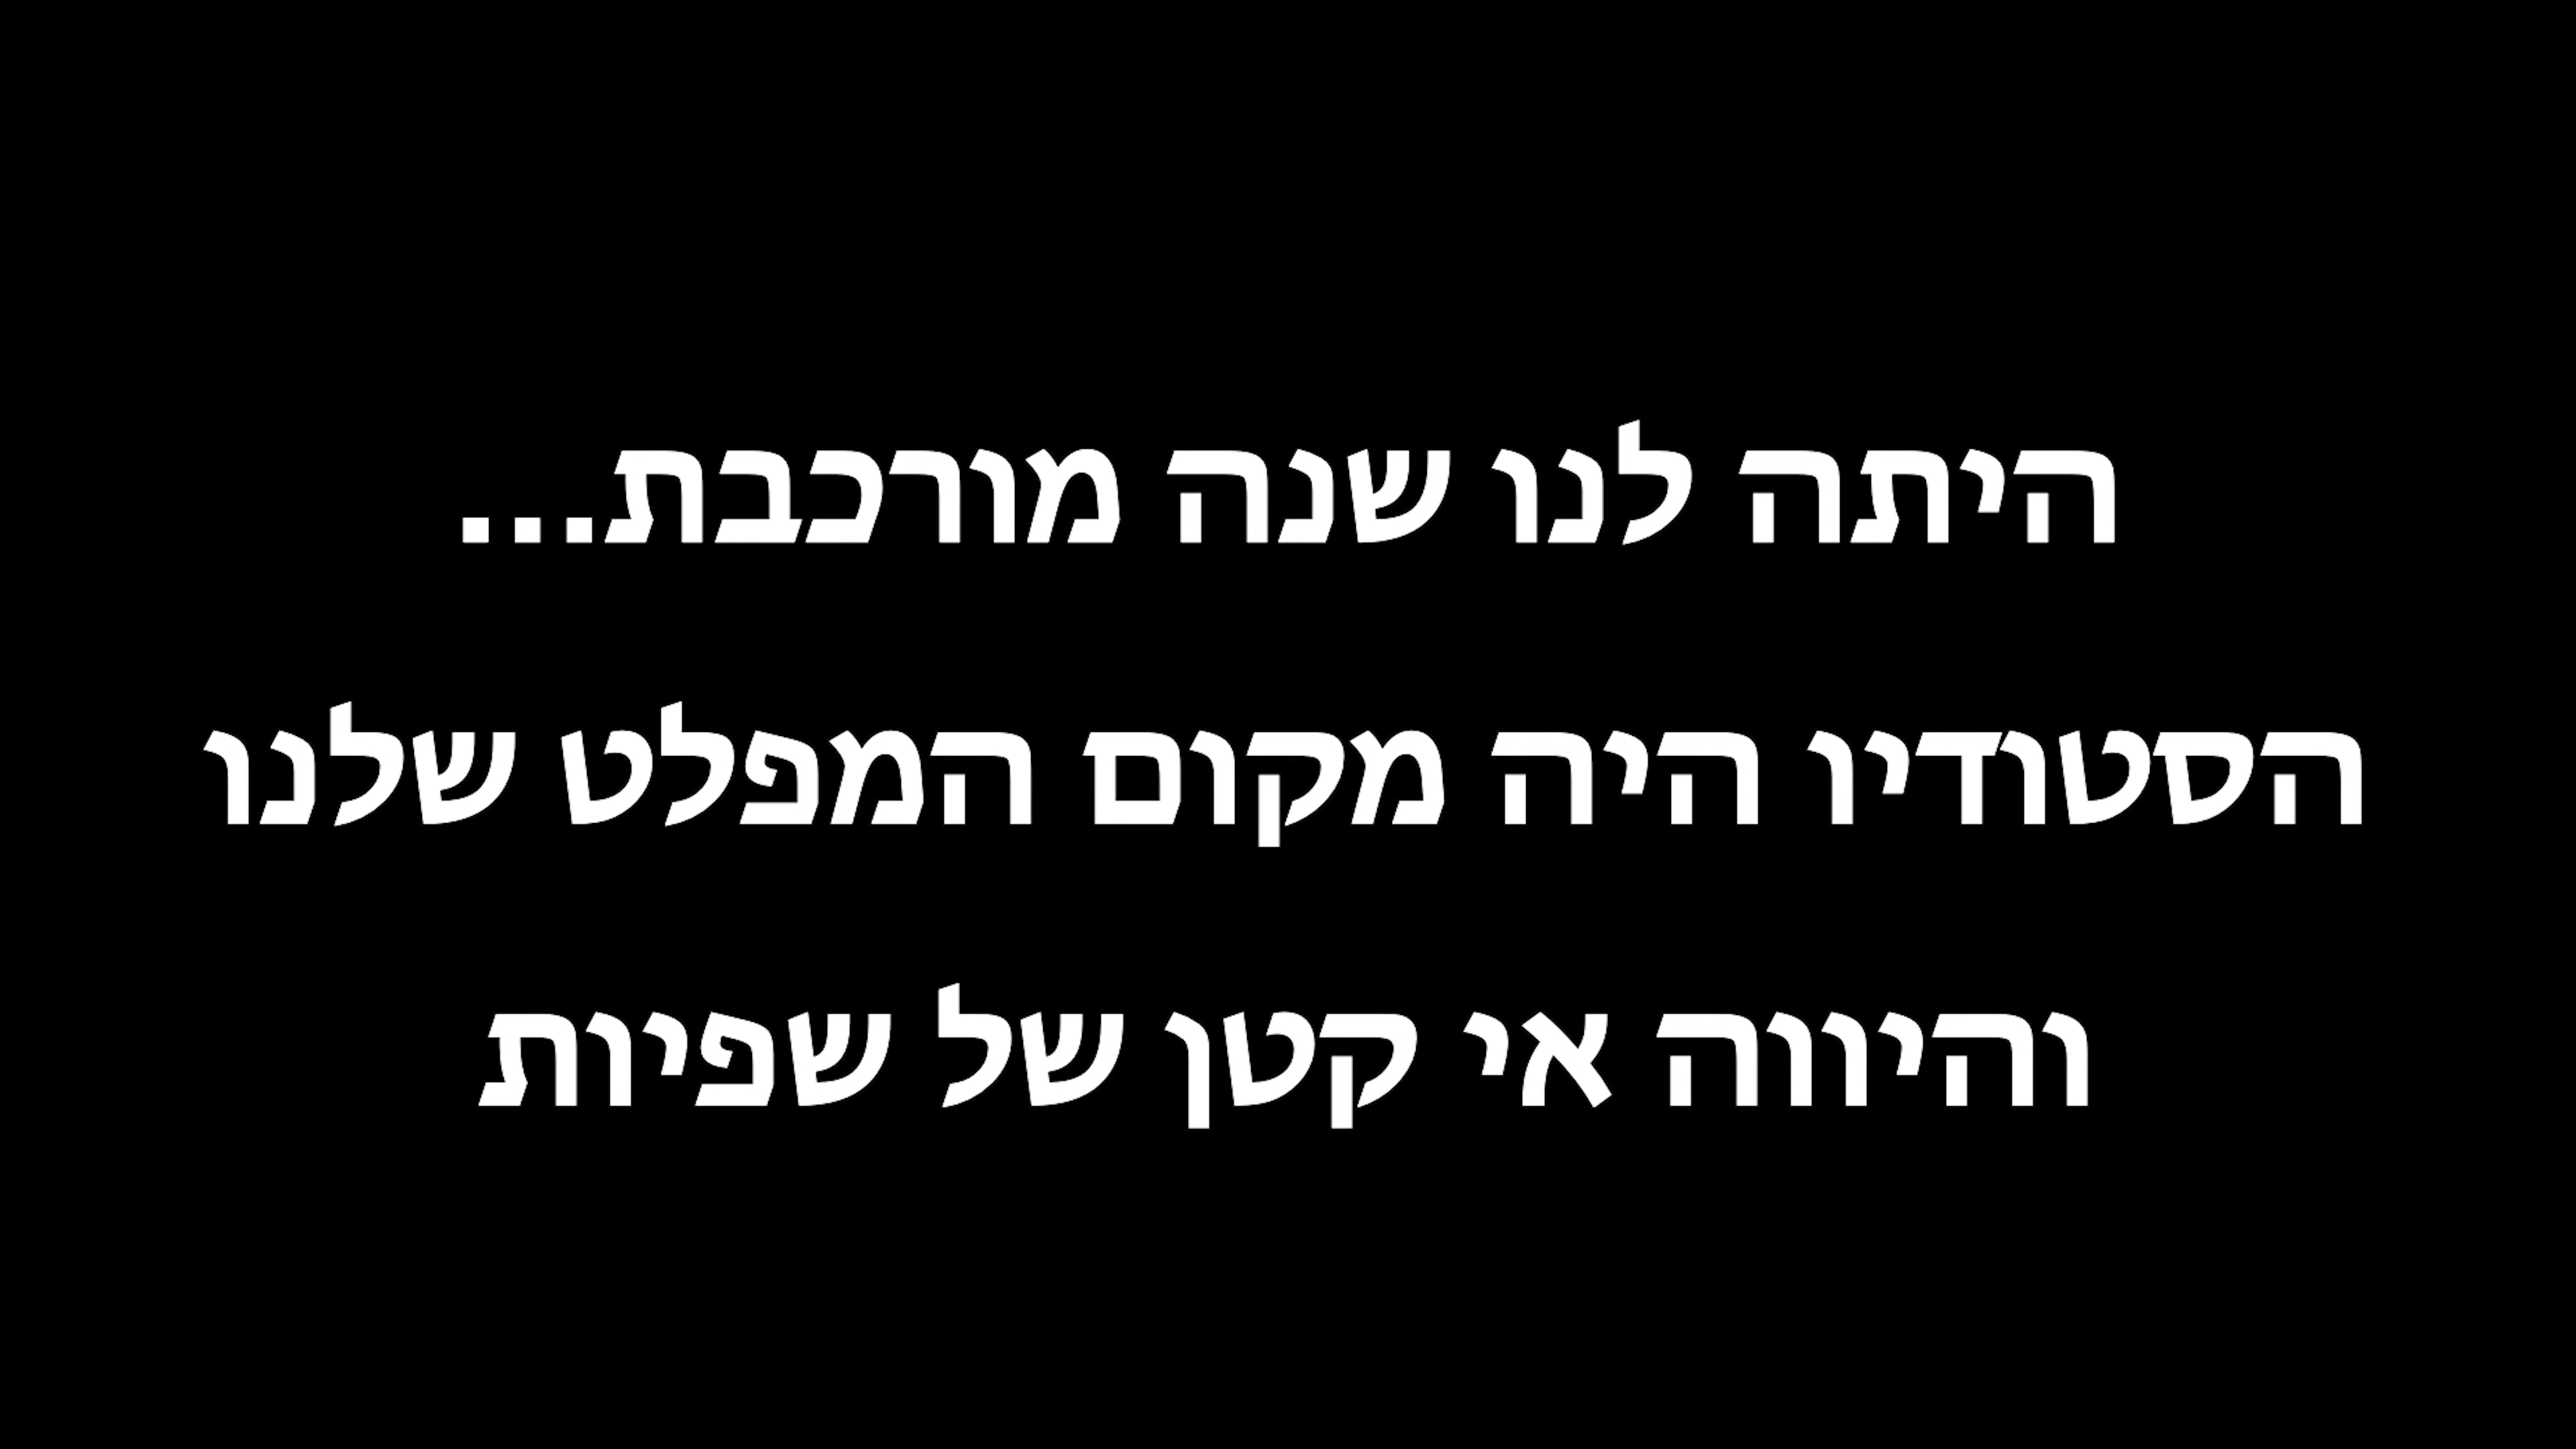 היתה לנו שנה מורכבת...
הסטודיו היה מקום המפלט שלנו
והיווה אי קטן של שפיות